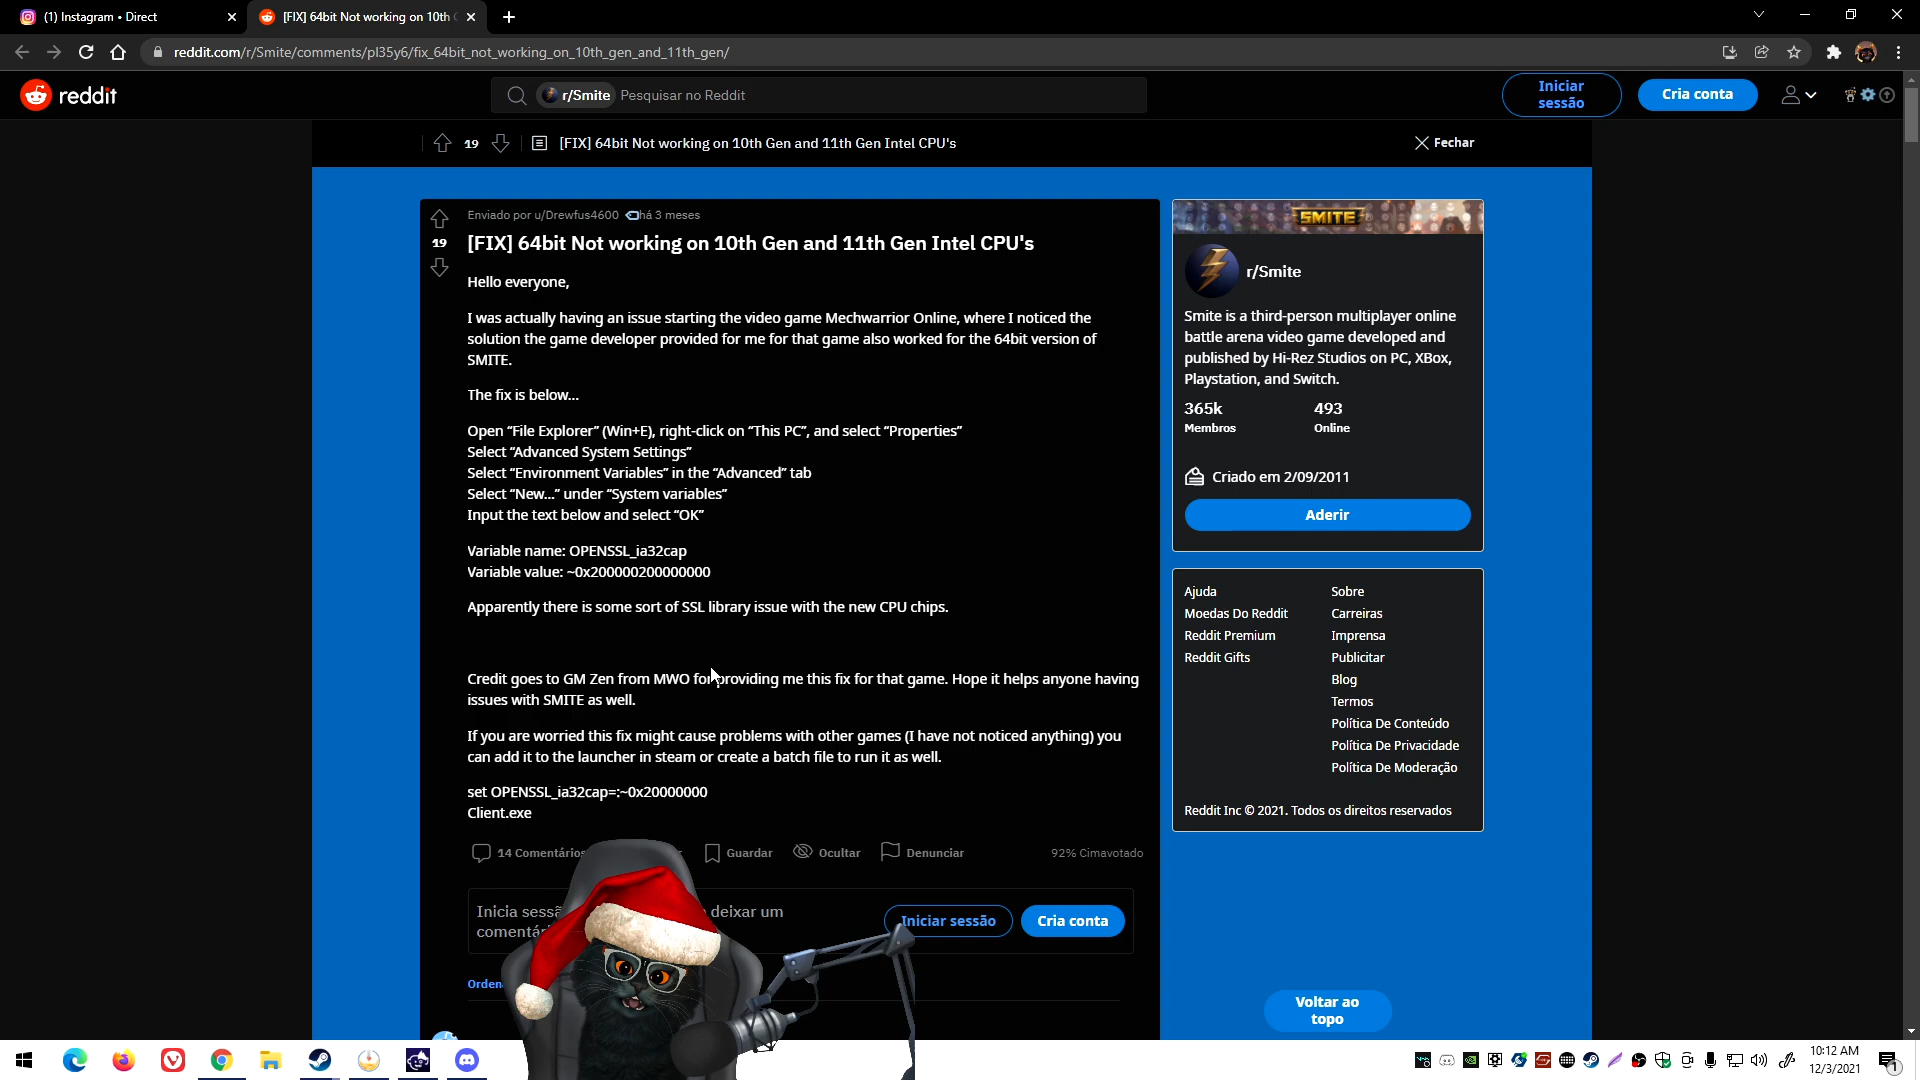 (1) Instagram • Direct
[FIX] 64bit Not working on 10th
reddit.com/r/Smite/comments/pl35y6/fix_64bit_not_working_on_10th_gen_and_11th_gen/
reddit
r/Smite
Pesquisar no Reddit
Iniciar sessão
Cria conta
19
[FIX] 64bit Not working on 10th Gen and 11th Gen Intel CPU's
Fechar
Enviado por u/Drewfus4600
há 3 meses
19
[FIX] 64bit Not working on 10th Gen and 11th Gen Intel CPU's
Hello everyone,
I was actually having an issue starting the video game Mechwarrior Online, where I noticed the
solution the game developer provided for me for that game also worked for the 64bit version of
SMITE.
The fix is below...
Open “File Explorer” (Win+E), right-click on “This PC”, and select “Properties”
Select “Advanced System Settings”
Select “Environment Variables” in the “Advanced” tab
Select “New...” under “System variables”
Input the text below and select “OK”
Variable name: OPENSSL_ia32cap
Variable value: ~0x200000200000000
Apparently there is some sort of SSL library issue with the new CPU chips.
Credit goes to GM Zen from MWO for providing me this fix for that game. Hope it helps anyone having
issues with SMITE as well.
If you are worried this fix might cause problems with other games (I have not noticed anything) you
can add it to the launcher in steam or create a batch file to run it as well.
set OPENSSL_ia32cap=:~0x20000000
Client.exe
14 Comentários
Guardar
Ocultar
Denunciar
92% Cimavotado
Inicia
deixar um
Iniciar sessão
Cria conta
SMITE
r/Smite
Smite is a third-person multiplayer online
battle arena video game developed and
published by Hi-Rez Studios on PC, XBox,
Playstation, and Switch.
365k
493
Membros
Online
Criado em 2/09/2011
Aderir
Ajuda
Sobre
Moedas Do Reddit
Carreiras
Reddit Premium
Imprensa
Reddit Gifts
Publicitar
Blog
Termos
Política De Conteúdo
Política De Privacidade
Política De Moderação
Reddit Inc © 2021. Todos os direitos reservados
Voltar ao
topo
10:12 AM
12/3/2021
1